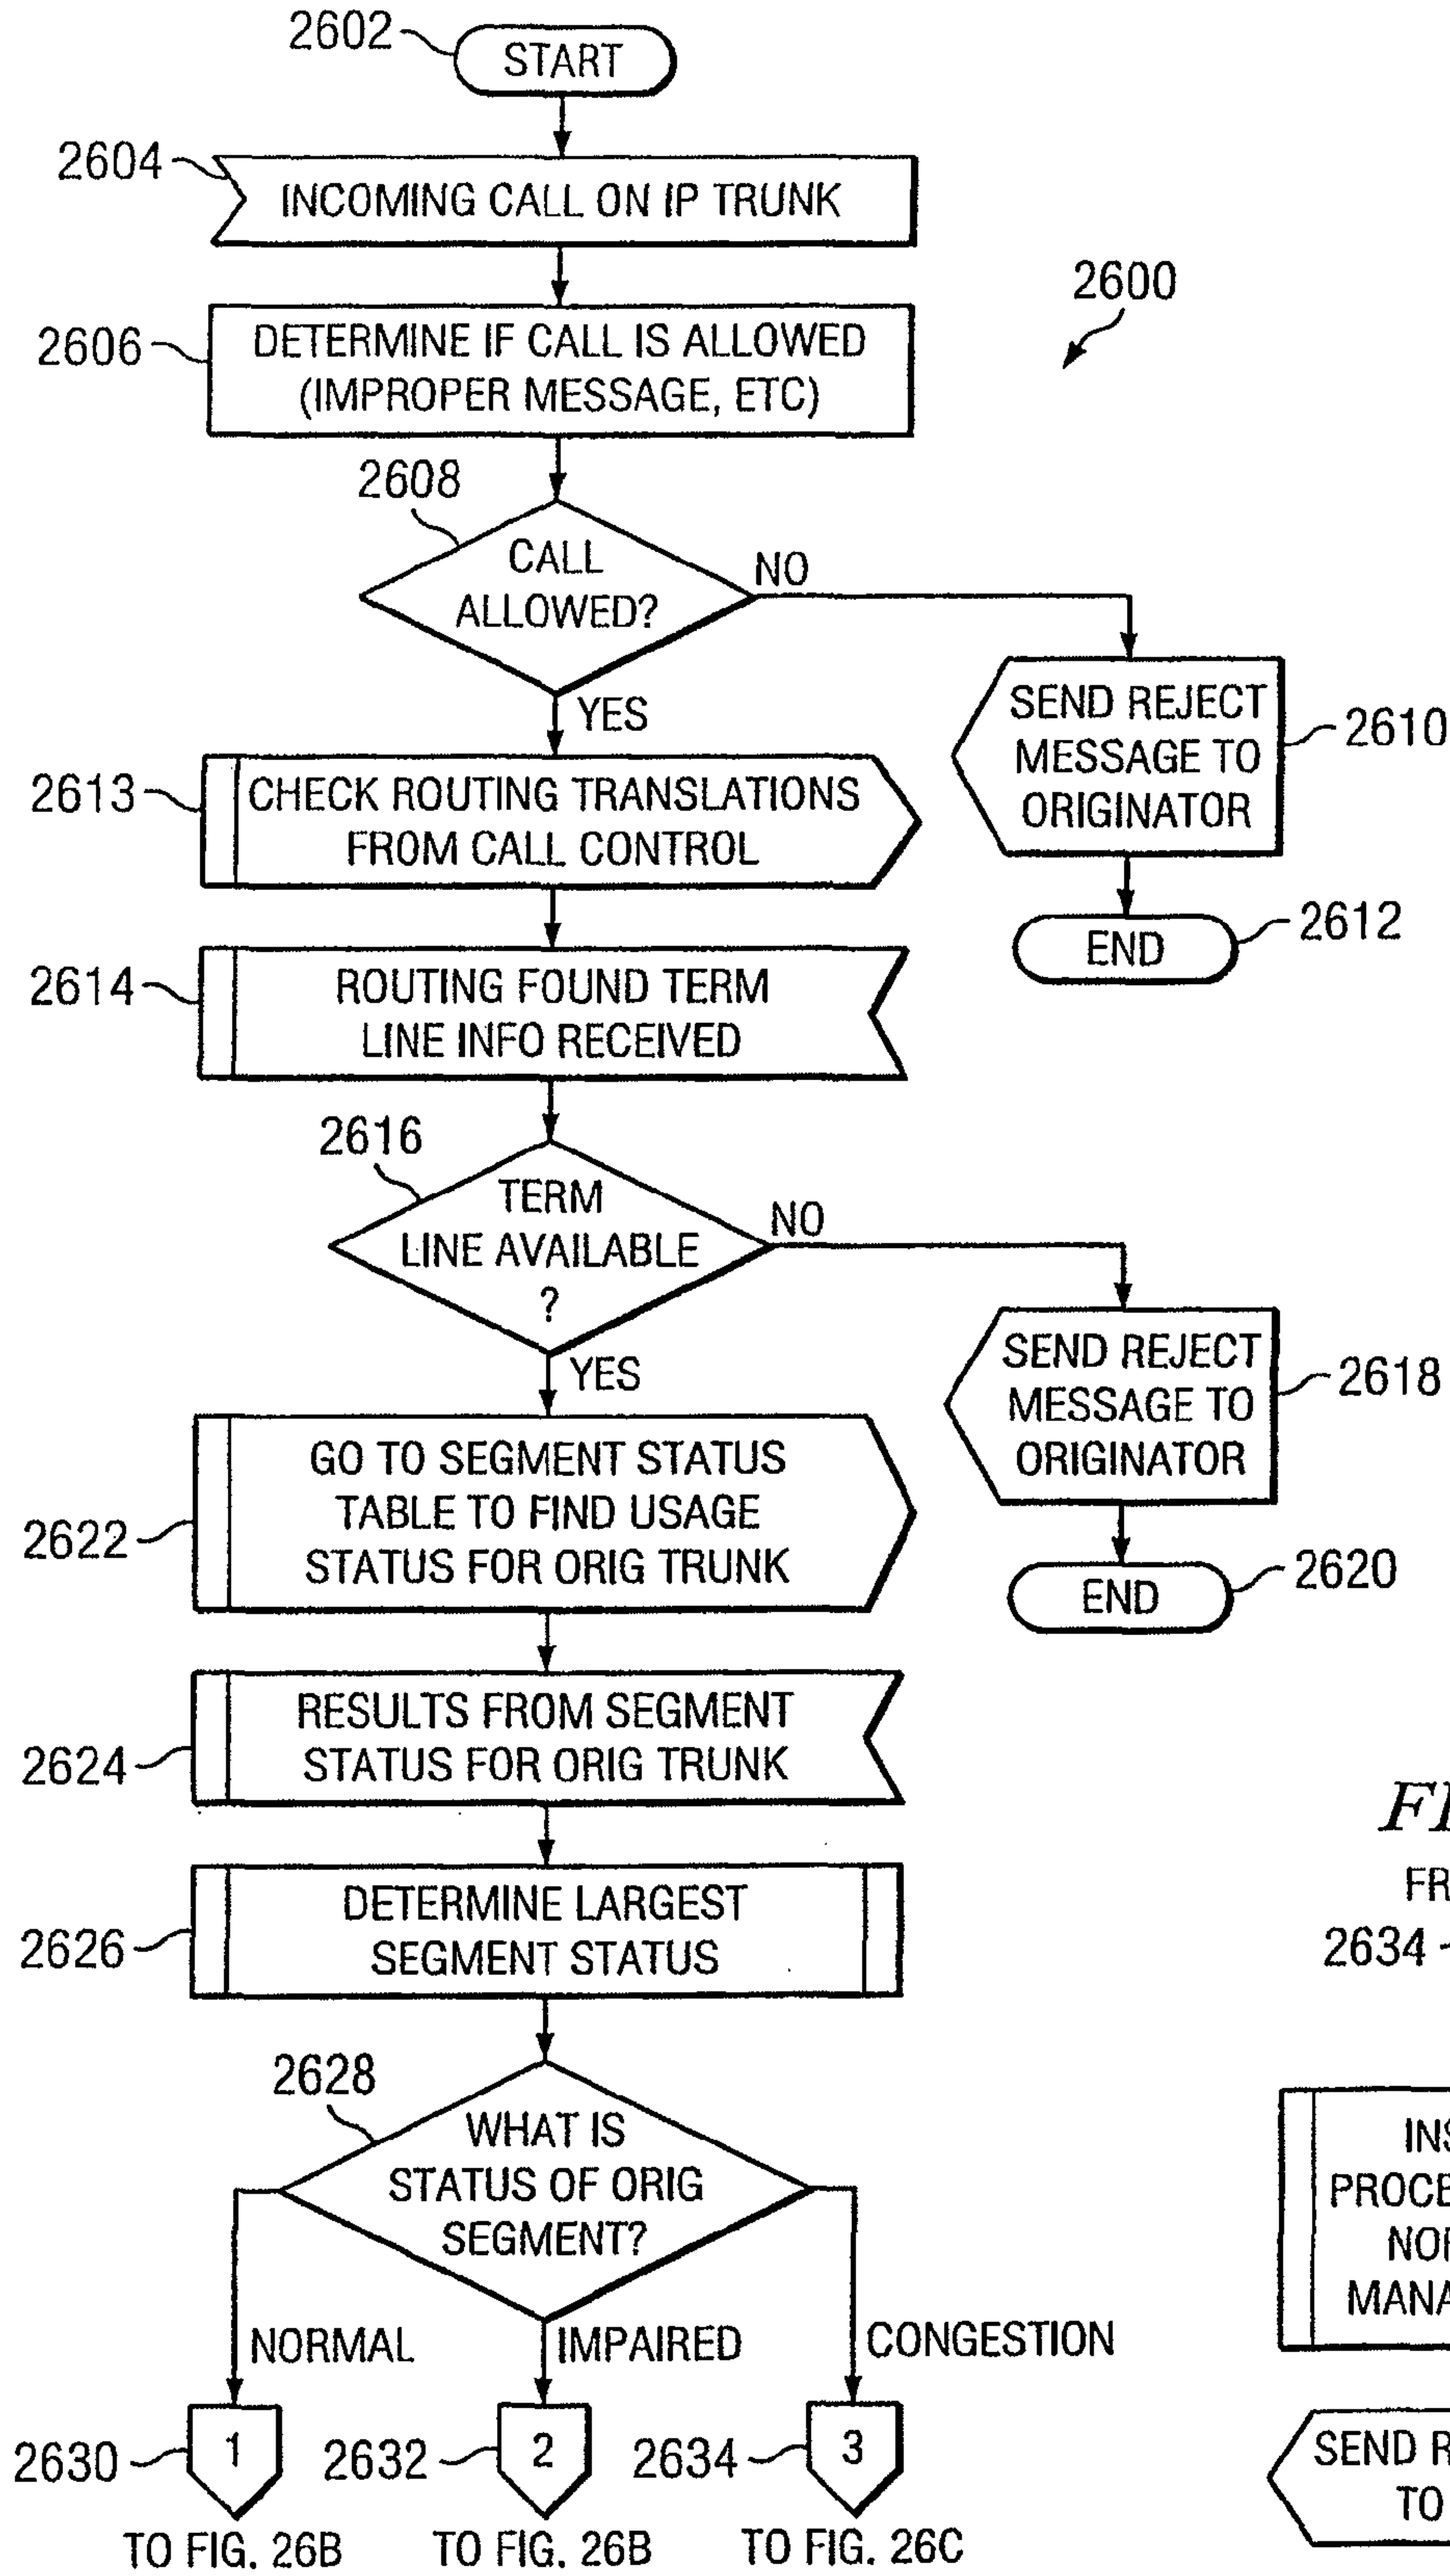 2602
START
2604
INCOMING CALL ON IP TRUNK
2600
2606
DETERMINE IF CALL IS ALLOWED
(IMPROPER MESSAGE, ETC)
2608
CALL
ALLOWED?
NO
YES
SEND REJECT
MESSAGE TO
ORIGINATOR
2610
END
2612
2613
CHECK ROUTING TRANSLATIONS
FROM CALL CONTROL
2614
ROUTING FOUND TERM
LINE INFO RECEIVED
2616
TERM
LINE AVAILABLE
?
NO
YES
SEND REJECT
MESSAGE TO
ORIGINATOR
2618
END
2620
2622
GO TO SEGMENT STATUS
TABLE TO FIND USAGE
STATUS FOR ORIG TRUNK
2624
RESULTS FROM SEGMENT
STATUS FOR ORIG TRUNK
2626
DETERMINE LARGEST
SEGMENT STATUS
2628
WHAT IS
STATUS OF ORIG
SEGMENT?
NORMAL
IMPAIRED
CONGESTION
2630
1
2632
2
2634
3
TO FIG. 26B
TO FIG. 26B
TO FIG. 26C
2634
SEND
TO